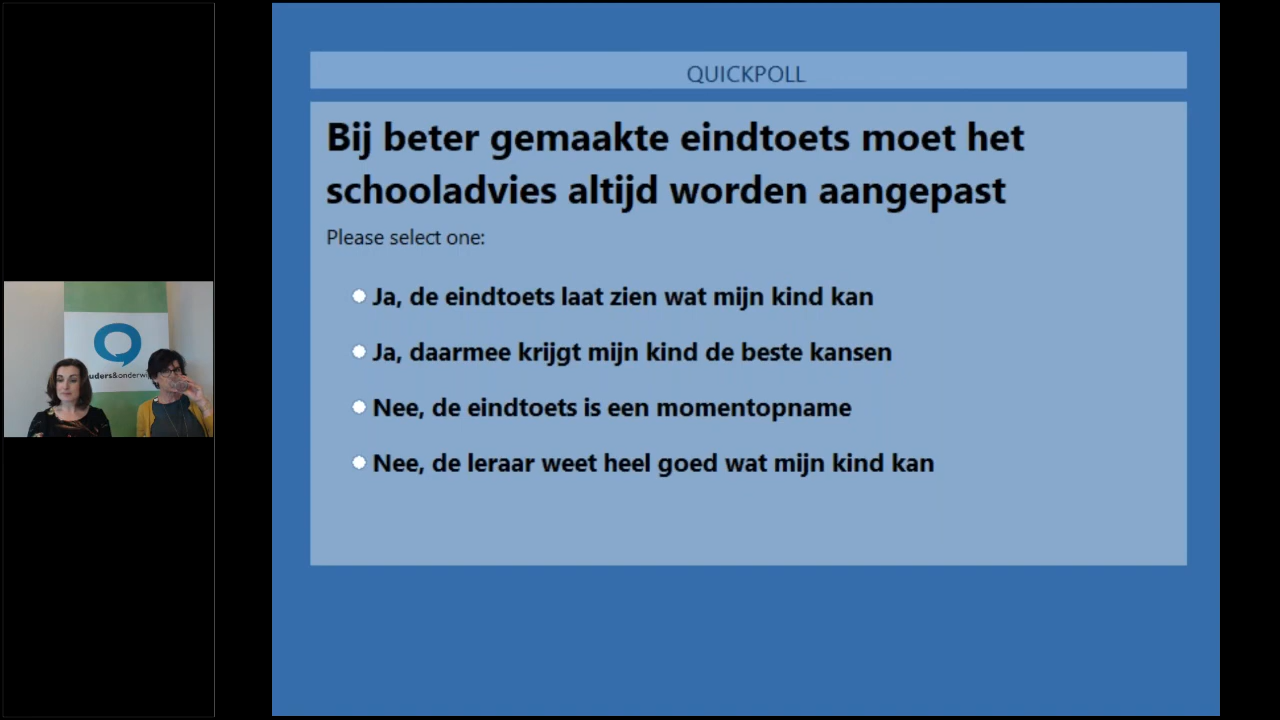 QUICKPOLL
Bij beter gemaakte eindtoets moet het
schooladvies altijd worden aangepast
Please select one:
Ja, de eindtoets laat zien wat mijn kind kan
Ja, daarmee krijgt mijn kind de beste kansen
Nee, de eindtoets is een momentopname
Nee, de leraar weet heel goed wat mijn kind kan